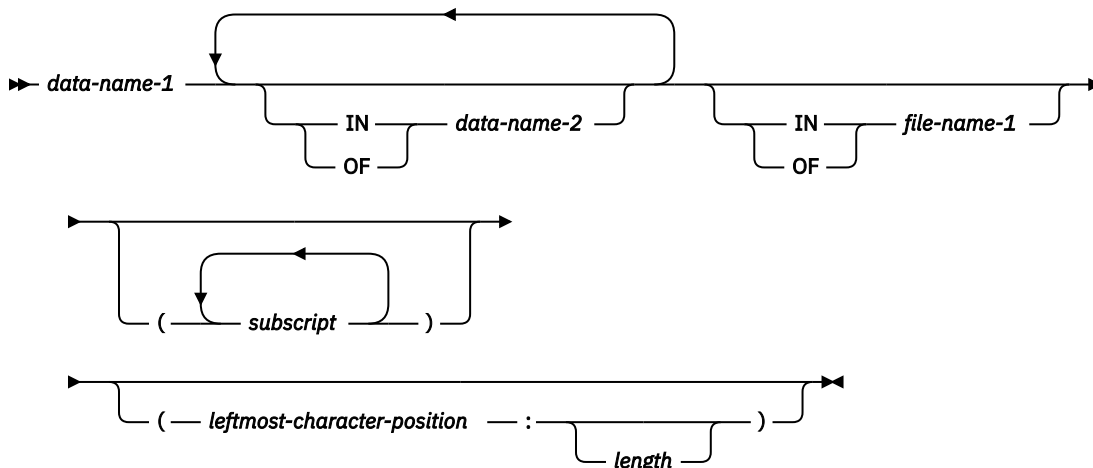 data-name-1
IN data-name-2 IN file-name-1
OF OF
( subscript )
( leftmost-character-position : )
length